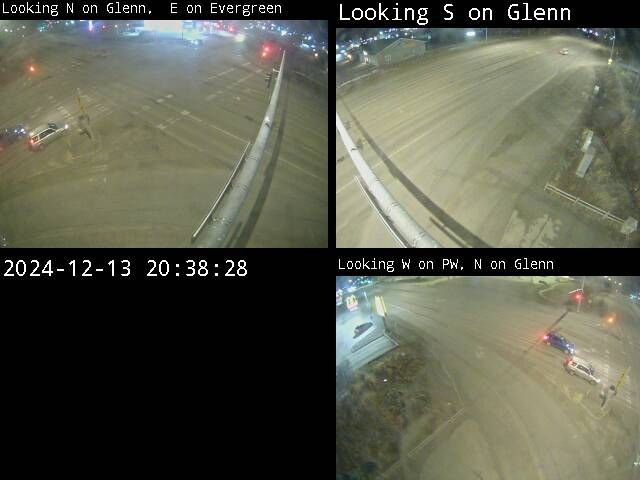 Looking N on Glenn, E on Evergreen
Looking S on Glenn
2024-12-13 20:38:28
Looking W on PW, N on Glenn